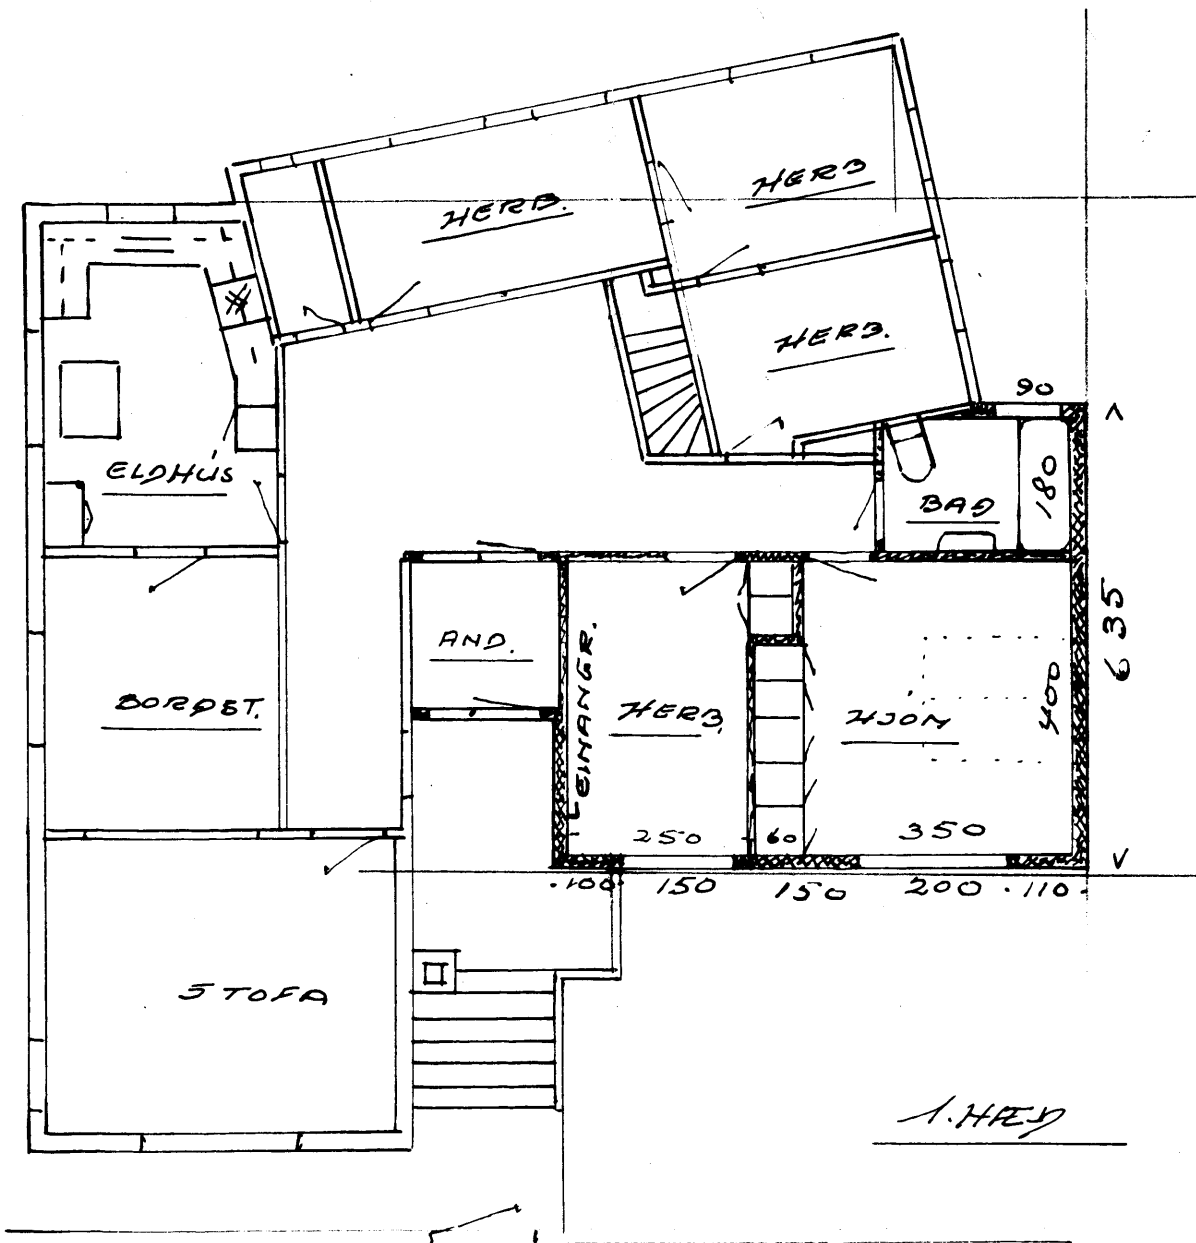 HERB.
HERB
HERB.
90
ELDHÚS
BAÐ
180
635
AND.
EINANGR.
BORÐST.
HERB.
HJÓN
400
250
60
350
100
150
150
200
110
STOFA
1. HÆÐ